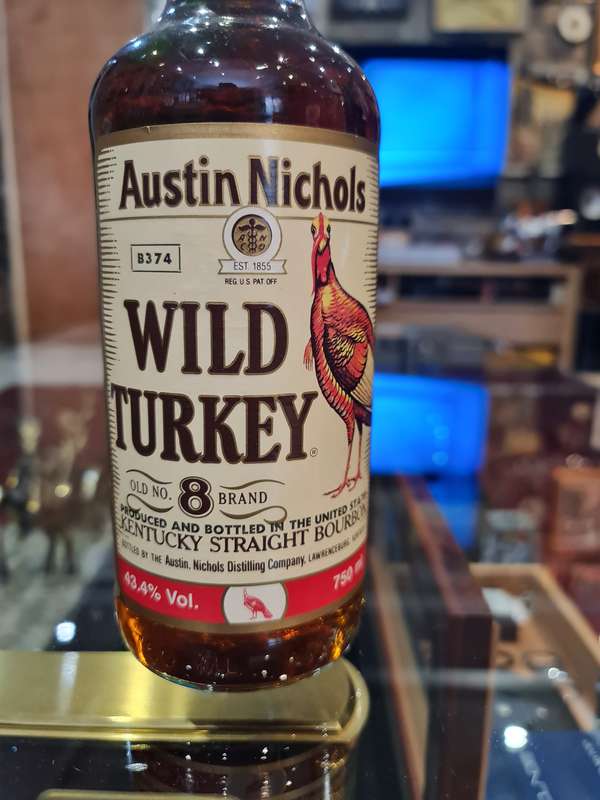 Austin Nichols
B374
A N
C O
EST. 1855
REG. U.S. PAT. OFF.
WILD
TURKEY®
OLD NO. 8 BRAND
PRODUCED AND BOTTLED IN THE UNITED STATES
KENTUCKY STRAIGHT BOURBON
BOTTLED BY THE Austin, Nichols Distilling Company, LAWRENCEBURG,
43,4% Vol.
750 ml